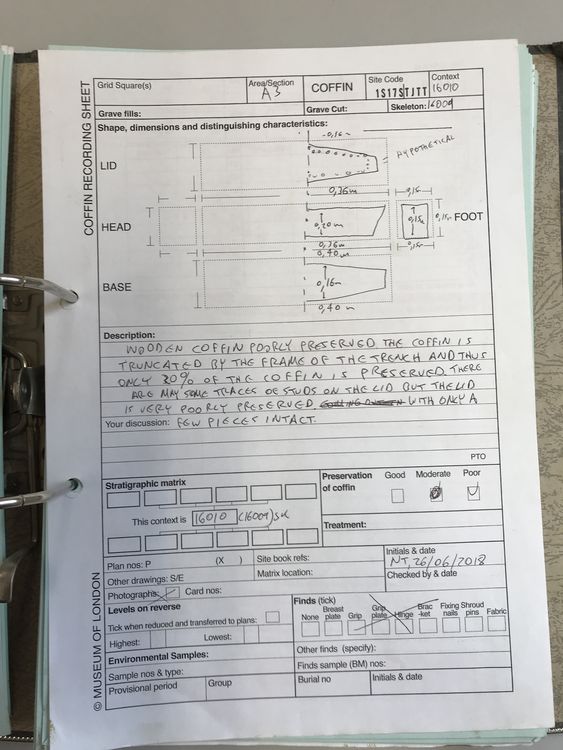 COFFIN RECORDING SHEET
Grid Square(s)
Area/Section
A3
COFFIN
Site Code
1S17STJTT
Context
16010
Grave fills:
Grave Cut:
Skeleton: 16009
Shape, dimensions and distinguishing characteristics:
LID
HYPOTHETICAL
0,36m
HEAD
0,20m
0,36m
0,40m
0,15m
FOOT
BASE
0,16m
0,40m
Description:
WOODEN COFFIN POORLY PRESERVED THE COFFIN IS
TRUNCATED BY THE FRAME OF THE TRENCH AND THUS
ONLY 20% OF THE COFFIN IS PRESERVED. THERE
ARE MAY SOME TRACES OF STUDS ON THE LID BUT THE LID
IS VERY POORLY PRESERVED WITH ONLY A
Your discussion: FEW PIECES INTACT.
PTO
Stratigraphic matrix
This context is 16010 (16009) SK
Preservation
of coffin
Good
Moderate
Poor
Treatment:
Plan nos: P (X )
Site book refs:
Initials & date
NT, 26/06/2018
Other drawings: S/E
Matrix location:
Checked by & date
Photographs:
Card nos:
Levels on reverse
Tick when reduced and transferred to plans:
Highest:
Lowest:
Finds (tick)
None
Breast plate
Grip
Grip plate
Hinge
Brac -ket
Fixing nails
Shroud pins
Fabric
Other finds (specify):
Environmental Samples:
Sample nos & type:
Finds sample (BM) nos:
Provisional period
Group
Burial no
Initials & date
© MUSEUM OF LONDON